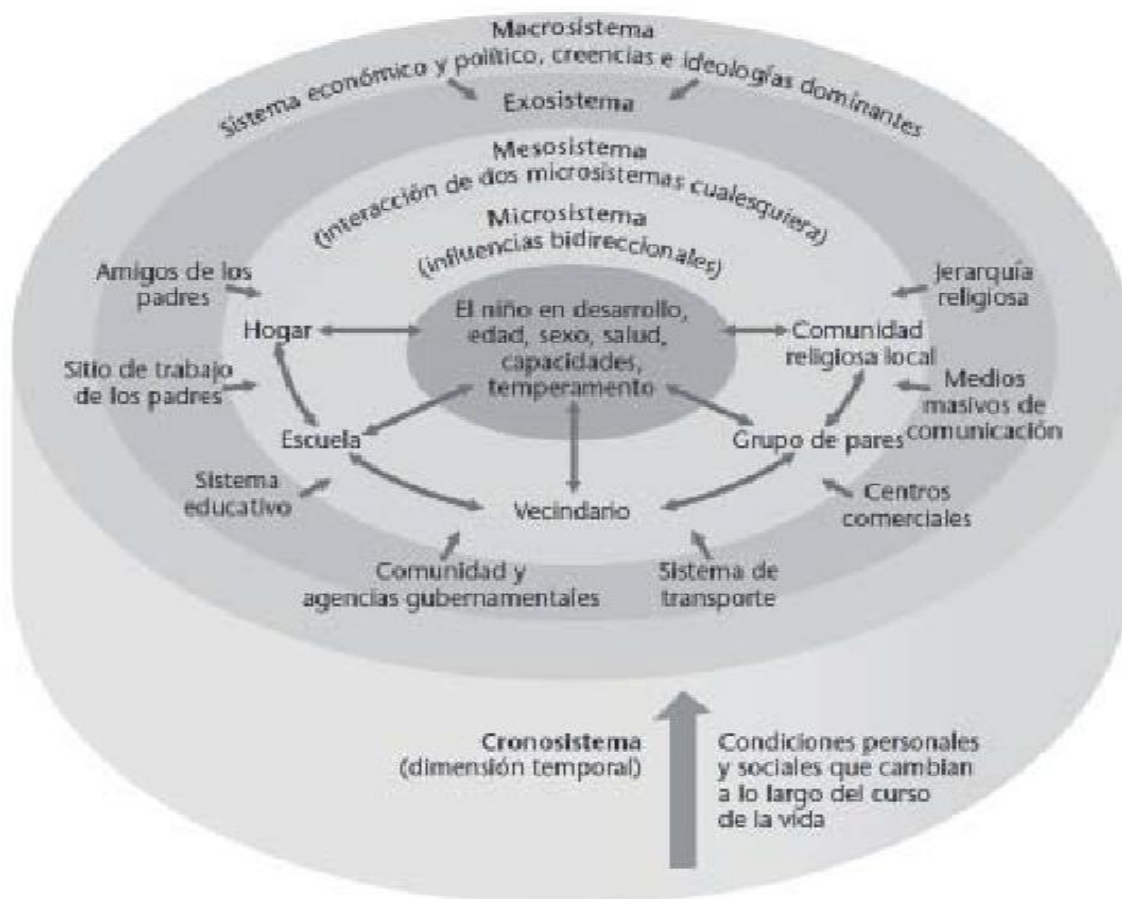 Macrosistema
Sistema económico y político, creencias e ideologías dominantes
Exosistema
Mesosistema
(interacción de dos microsistemas cualesquiera)
Microsistema
(influencias bidireccionales)
Amigos de los
padres
Jerarquía
religiosa
El niño en desarrollo,
edad, sexo, salud,
capacidades,
temperamento
Hogar
Comunidad
religiosa local
Sitio de trabajo
de los padres
Medios
masivos de
comunicación
Escuela
Grupo de pares
Sistema
educativo
Vecindario
Centros
comerciales
Comunidad y
agencias gubernamentales
Sistema de
transporte
Cronosistema
(dimensión temporal)
Condiciones personales
y sociales que cambian
a lo largo del curso
de la vida